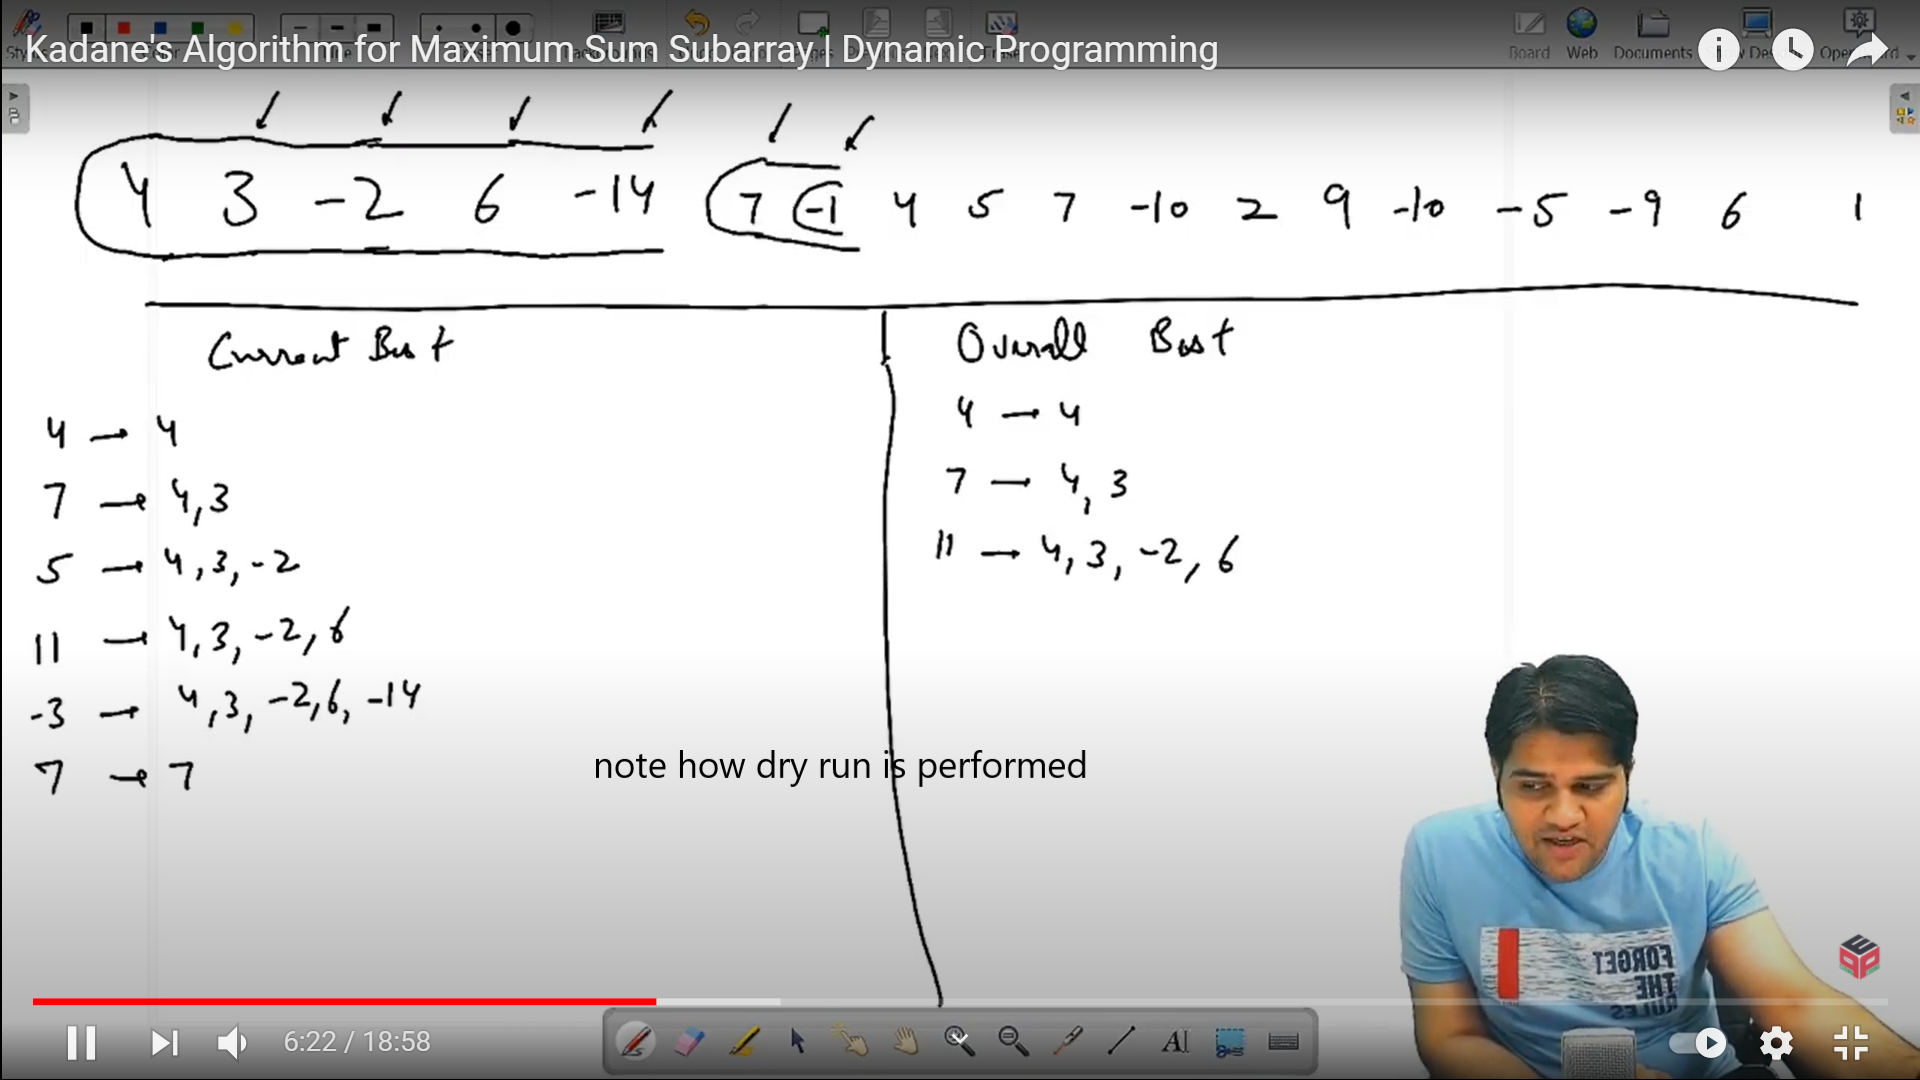 Kadane's Algorithm for Maximum Sum Subarray | Dynamic Programming
Board Web Documents
4 3 -2 6 -14 7 -1 4 5 7 -10 2 9 -10 -5 -9 6 1
Current Best
Overall Best
4 → 4
4 → 4
7 → 4,3
7 → 4, 3
5 → 4,3,-2
11 → 4, 3, -2, 6
11 → 4,3,-2,6
-3 → 4,3,-2,6,-14
7 → 7
note how dry run is performed
FORGET
THE
RULES
6:22 / 18:58